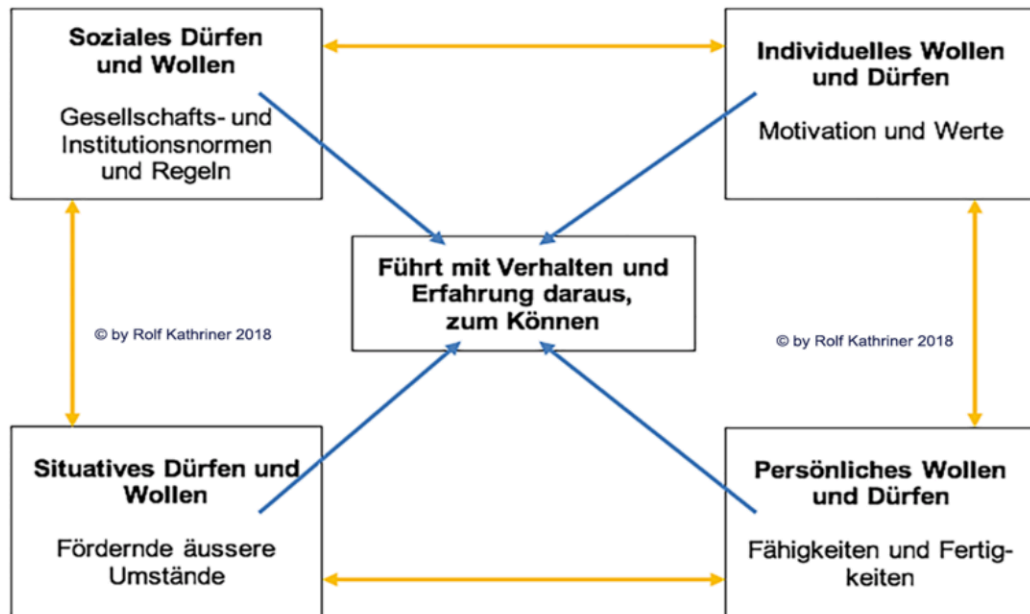 Soziales Dürfen
und Wollen
Gesellschafts- und
Institutionsnormen
und Regeln
Individuelles Wollen
und Dürfen
Motivation und Werte
Führt mit Verhalten und
Erfahrung daraus,
zum Können
© by Rolf Kathriner 2018
© by Rolf Kathriner 2018
Situatives Dürfen und
Wollen
Fördernde äussere
Umstände
Persönliches Wollen
und Dürfen
Fähigkeiten und Fertig-
keiten